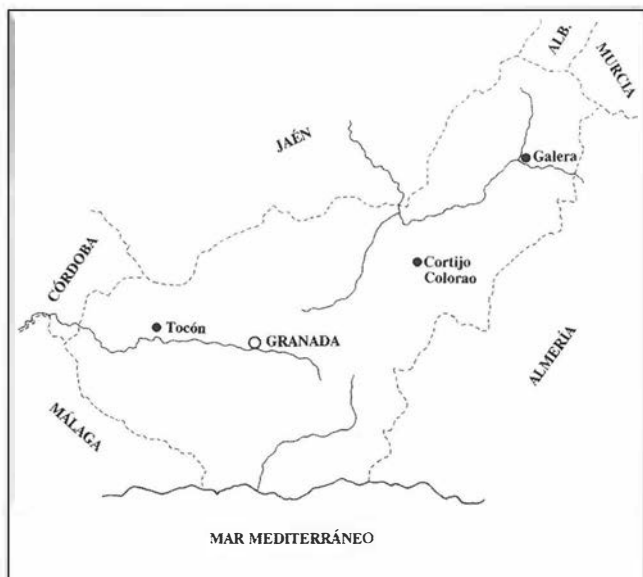 ALB.
MURCIA
JAÉN
Galera
CÓRDOBA
Cortijo
Colorao
Tocón
GRANADA
ALMERÍA
MÁLAGA
MAR MEDITERRÁNEO